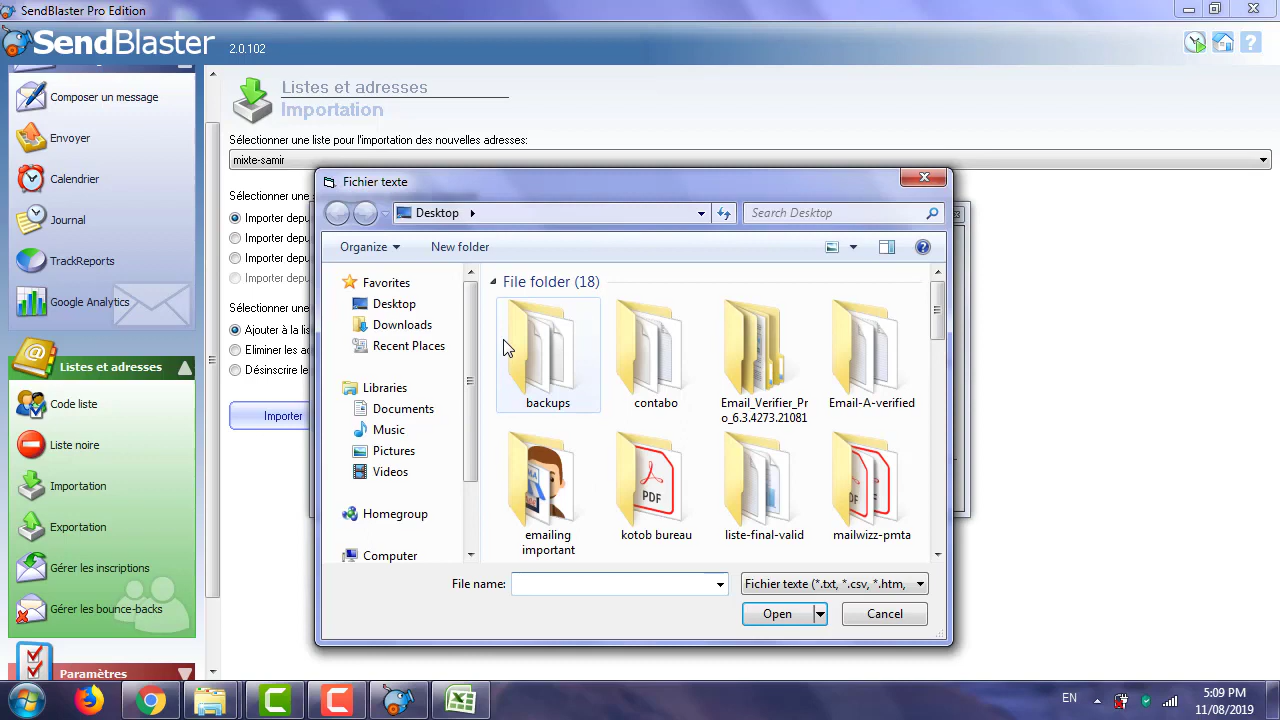 SendBlaster Pro Edition
SendBlaster 2.0.102
Composer un message
Envoyer
Calendrier
Journal
TrackReports
Google Analytics
Listes et adresses
Code liste
Liste noire
Importation
Exportation
Gérer les inscriptions
Gérer les bounce-backs
Paramètres
Listes et adresses
Importation
Sélectionner une liste pour l'importation des nouvelles adresses:
mixte-samir
Sélectionner une
Importer depu
Importer depu
Importer depu
Importer depu
Sélectionner une
Ajouter à la lis
Eliminer les ad
Désinscrire le
Importer
Fichier texte
Desktop
Search Desktop
Organize
New folder
Favorites
Desktop
Downloads
Recent Places
Libraries
Documents
Music
Pictures
Videos
Homegroup
Computer
File folder (18)
backups
contabo
Email_Verifier_Pr
o_6.3.4273.21081
Email-A-verified
emailing
important
PDF
kotob bureau
liste-final-valid
mailwizz-pmta
File name:
Fichier texte (*.txt, *.csv, *.htm,
Open
Cancel
EN
5:09 PM
11/08/2019